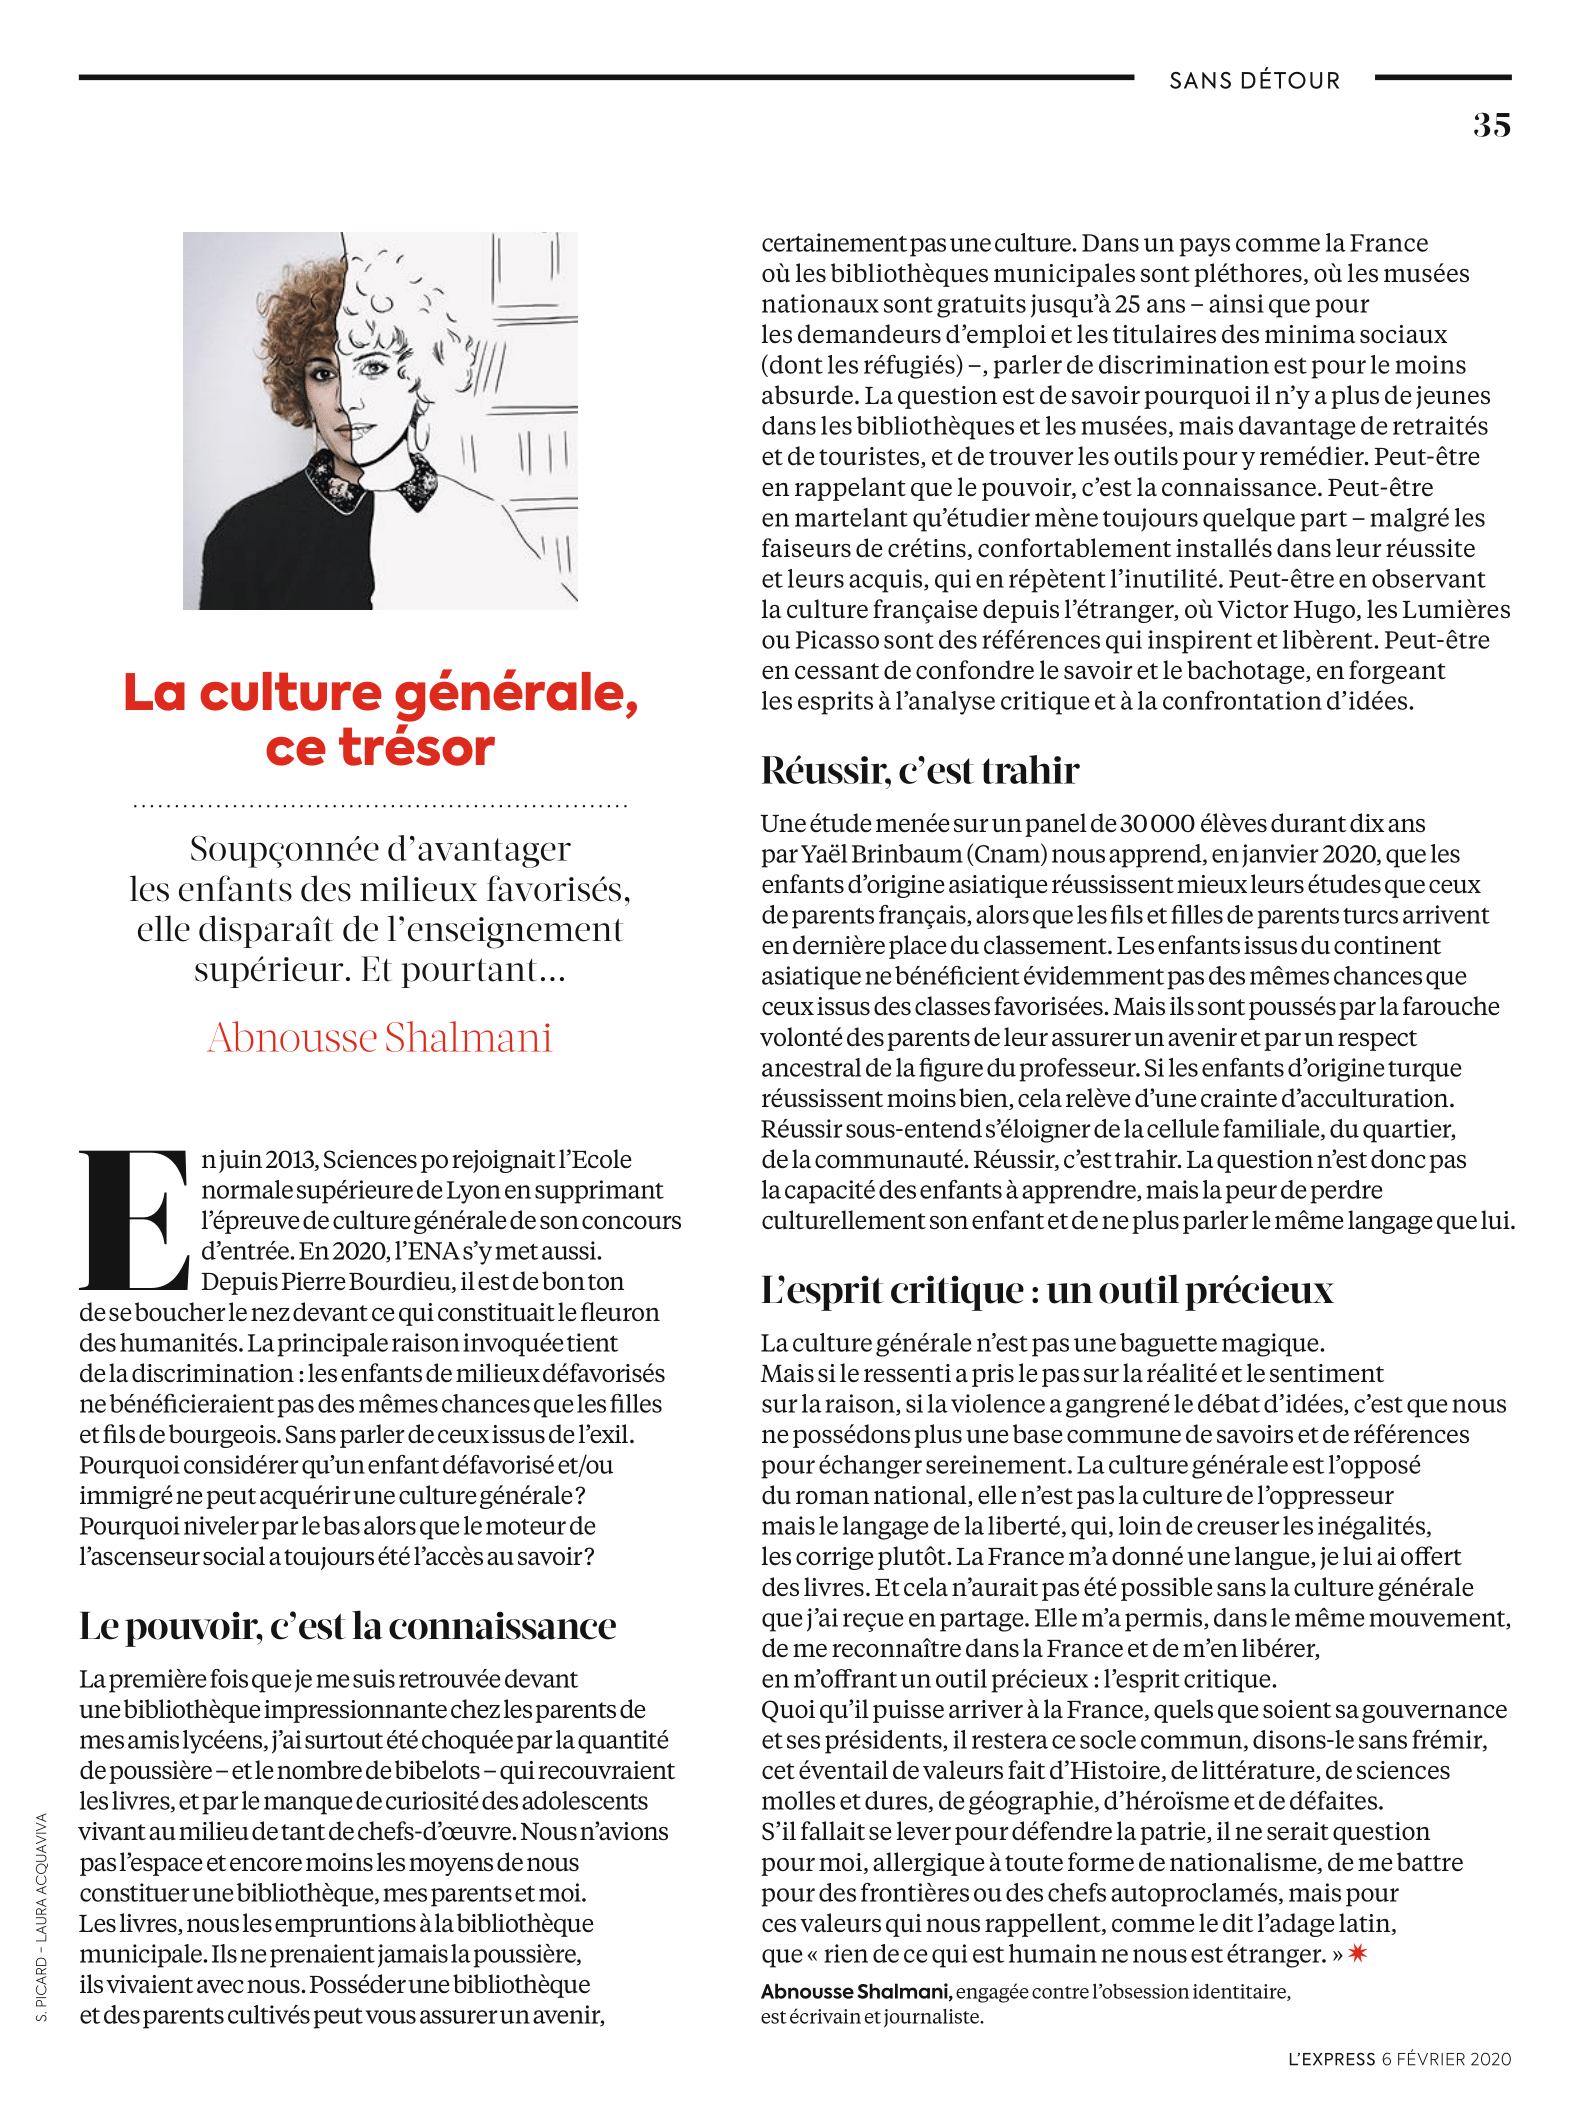 SANS DÉTOUR
35
La culture générale,
ce trésor
Soupçonnée d’avantager
les enfants des milieux favorisés,
elle disparaît de l’enseignement
supérieur. Et pourtant...
Abnousse Shalmani
En juin 2013, Sciences po rejoignait l’Ecole
normale supérieure de Lyon en supprimant
l’épreuve de culture générale de son concours
d’entrée. En 2020, l’ENA s’y met aussi.
Depuis Pierre Bourdieu, il est de bon ton
de se boucher le nez devant ce qui constituait le fleuron
des humanités. La principale raison invoquée tient
de la discrimination : les enfants de milieux défavorisés
ne bénéficieraient pas des mêmes chances que les filles
et fils de bourgeois. Sans parler de ceux issus de l’exil.
Pourquoi considérer qu’un enfant défavorisé et/ou
immigré ne peut acquérir une culture générale ?
Pourquoi niveler par le bas alors que le moteur de
l’ascenseur social a toujours été l’accès au savoir ?
Le pouvoir, c’est la connaissance
La première fois que je me suis retrouvée devant
une bibliothèque impressionnante chez les parents de
mes amis lycéens, j’ai surtout été choquée par la quantité
de poussière – et le nombre de bibelots – qui recouvraient
les livres, et par le manque de curiosité des adolescents
vivant au milieu de tant de chefs-d’œuvre. Nous n’avions
pas l’espace et encore moins les moyens de nous
constituer une bibliothèque, mes parents et moi.
Les livres, nous les empruntions à la bibliothèque
municipale. Ils ne prenaient jamais la poussière,
ils vivaient avec nous. Posséder une bibliothèque
et des parents cultivés peut vous assurer un avenir,
certainement pas une culture. Dans un pays comme la France
où les bibliothèques municipales sont pléthores, où les musées
nationaux sont gratuits jusqu’à 25 ans – ainsi que pour
les demandeurs d’emploi et les titulaires des minima sociaux
(dont les réfugiés) –, parler de discrimination est pour le moins
absurde. La question est de savoir pourquoi il n’y a plus de jeunes
dans les bibliothèques et les musées, mais davantage de retraités
et de touristes, et de trouver les outils pour y remédier. Peut-être
en rappelant que le pouvoir, c’est la connaissance. Peut-être
en martelant qu’étudier mène toujours quelque part – malgré les
faiseurs de crétins, confortablement installés dans leur réussite
et leurs acquis, qui en répètent l’inutilité. Peut-être en observant
la culture française depuis l’étranger, où Victor Hugo, les Lumières
ou Picasso sont des références qui inspirent et libèrent. Peut-être
en cessant de confondre le savoir et le bachotage, en forgeant
les esprits à l’analyse critique et à la confrontation d’idées.
Réussir, c’est trahir
Une étude menée sur un panel de 30 000 élèves durant dix ans
par Yaël Brinbaum (Cnam) nous apprend, en janvier 2020, que les
enfants d’origine asiatique réussissent mieux leurs études que ceux
de parents français, alors que les fils et filles de parents turcs arrivent
en dernière place du classement. Les enfants issus du continent
asiatique ne bénéficient évidemment pas des mêmes chances que
ceux issus des classes favorisées. Mais ils sont poussés par la farouche
volonté des parents de leur assurer un avenir et par un respect
ancestral de la figure du professeur. Si les enfants d’origine turque
réussissent moins bien, cela relève d’une crainte d’acculturation.
Réussir sous-entend s’éloigner de la cellule familiale, du quartier,
de la communauté. Réussir, c’est trahir. La question n’est donc pas
la capacité des enfants à apprendre, mais la peur de perdre
culturellement son enfant et de ne plus parler le même langage que lui.
L’esprit critique : un outil précieux
La culture générale n’est pas une baguette magique.
Mais si le ressenti a pris le pas sur la réalité et le sentiment
sur la raison, si la violence a gangrené le débat d’idées, c’est que nous
ne possédons plus une base commune de savoirs et de références
pour échanger sereinement. La culture générale est l’opposé
du roman national, elle n’est pas la culture de l’oppresseur
mais le langage de la liberté, qui, loin de creuser les inégalités,
les corrige plutôt. La France m’a donné une langue, je lui ai offert
des livres. Et cela n’aurait pas été possible sans la culture générale
que j’ai reçue en partage. Elle m’a permis, dans le même mouvement,
de me reconnaître dans la France et de m’en libérer,
en m’offrant un outil précieux : l’esprit critique.
Quoi qu’il puisse arriver à la France, quels que soient sa gouvernance
et ses présidents, il restera ce socle commun, disons-le sans frémir,
cet éventail de valeurs fait d’Histoire, de littérature, de sciences
molles et dures, de géographie, d’héroïsme et de défaites.
S’il fallait se lever pour défendre la patrie, il ne serait question
pour moi, allergique à toute forme de nationalisme, de me battre
pour des frontières ou des chefs autoproclamés, mais pour
ces valeurs qui nous rappellent, comme le dit l’adage latin,
que « rien de ce qui est humain ne nous est étranger. »
Abnousse Shalmani, engagée contre l’obsession identitaire,
est écrivain et journaliste.
S. PICARD – LAURA ACQUAVIVA
L’EXPRESS 6 FÉVRIER 2020